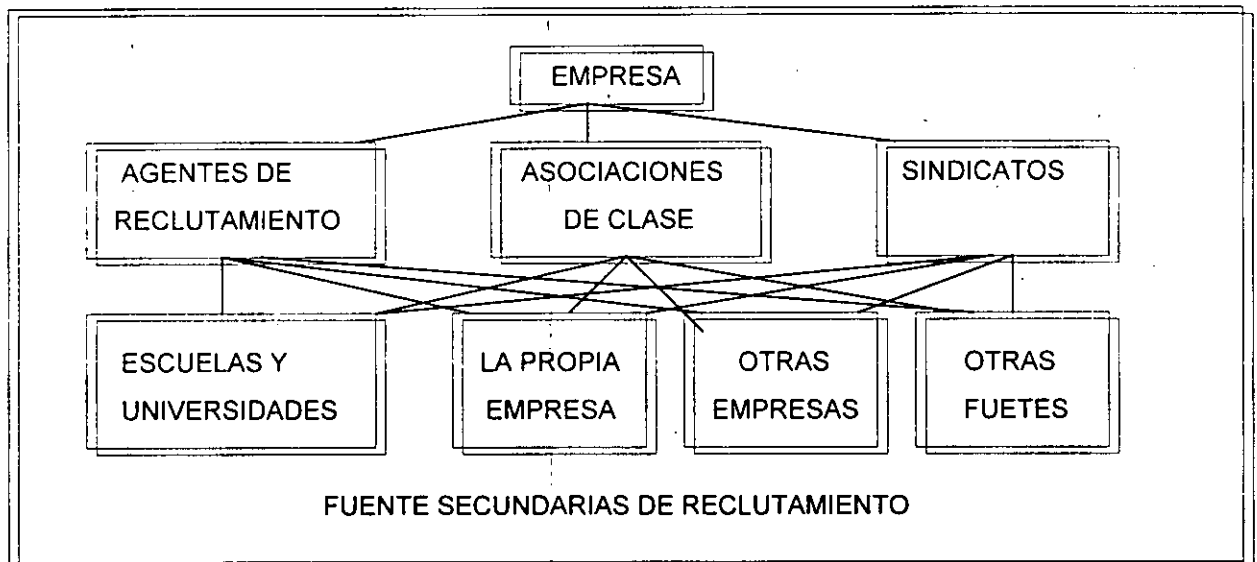 EMPRESA
AGENTES DE
RECLUTAMIENTO
ASOCIACIONES
DE CLASE
SINDICATOS
ESCUELAS Y
UNIVERSIDADES
LA PROPIA
EMPRESA
OTRAS
EMPRESAS
OTRAS
FUETES
FUENTE SECUNDARIAS DE RECLUTAMIENTO